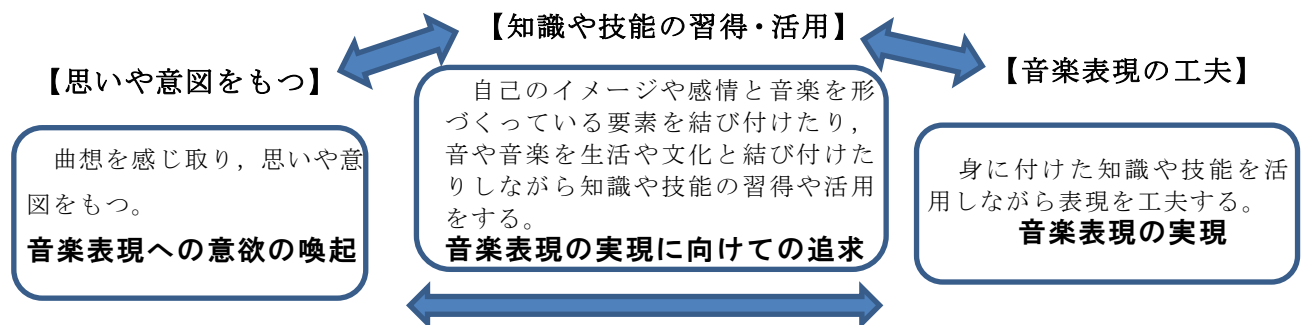 【思いや意図をもつ】
曲想を感じ取り，思いや意
図をもつ。
音楽表現への意欲の喚起
【知識や技能の習得・活用】
自己のイメージや感情と音楽を形
づくっている要素を結び付けたり，
音や音楽を生活や文化と結び付けた
りしながら知識や技能の習得や活用
をする。
音楽表現の実現に向けての追求
【音楽表現の工夫】
身に付けた知識や技能を活
用しながら表現を工夫する。
音楽表現の実現